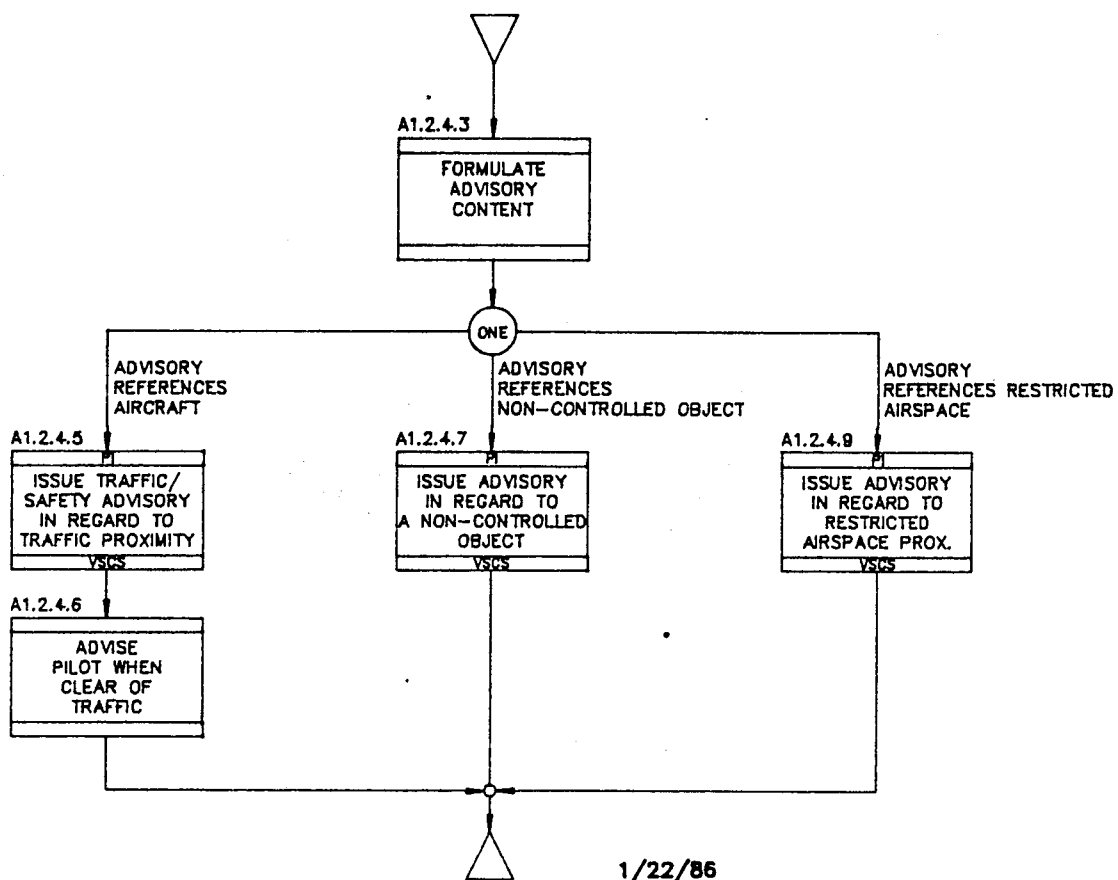 A1.2.4.3
FORMULATE
ADVISORY
CONTENT
ONE
ADVISORY
REFERENCES
AIRCRAFT
ADVISORY
REFERENCES
NON-CONTROLLED OBJECT
ADVISORY
REFERENCES RESTRICTED
AIRSPACE
A1.2.4.5
P
ISSUE TRAFFIC/
SAFETY ADVISORY
IN REGARD TO
TRAFFIC PROXIMITY
VSCS
A1.2.4.7
P
ISSUE ADVISORY
IN REGARD TO
A NON-CONTROLLED
OBJECT
VSCS
A1.2.4.9
P
ISSUE ADVISORY
IN REGARD TO
RESTRICTED
AIRSPACE PROX.
VSCS
A1.2.4.6
ADVISE
PILOT WHEN
CLEAR OF
TRAFFIC
1/22/86